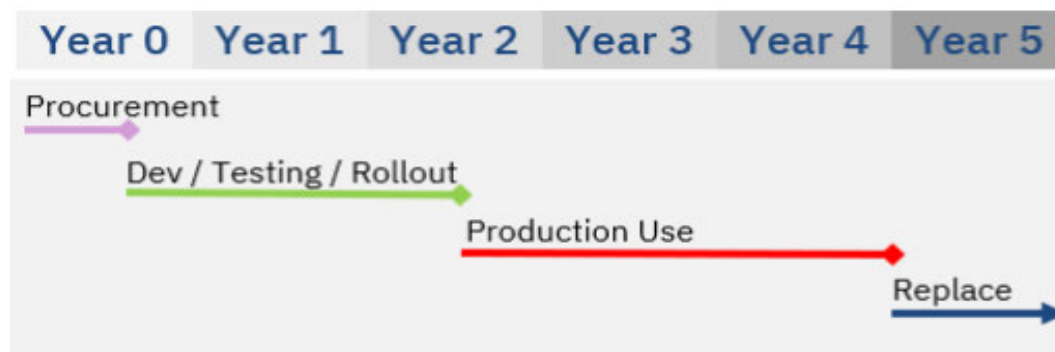 Year 0 Year 1 Year 2 Year 3 Year 4 Year 5
Procurement
Dev / Testing / Rollout
Production Use
Replace